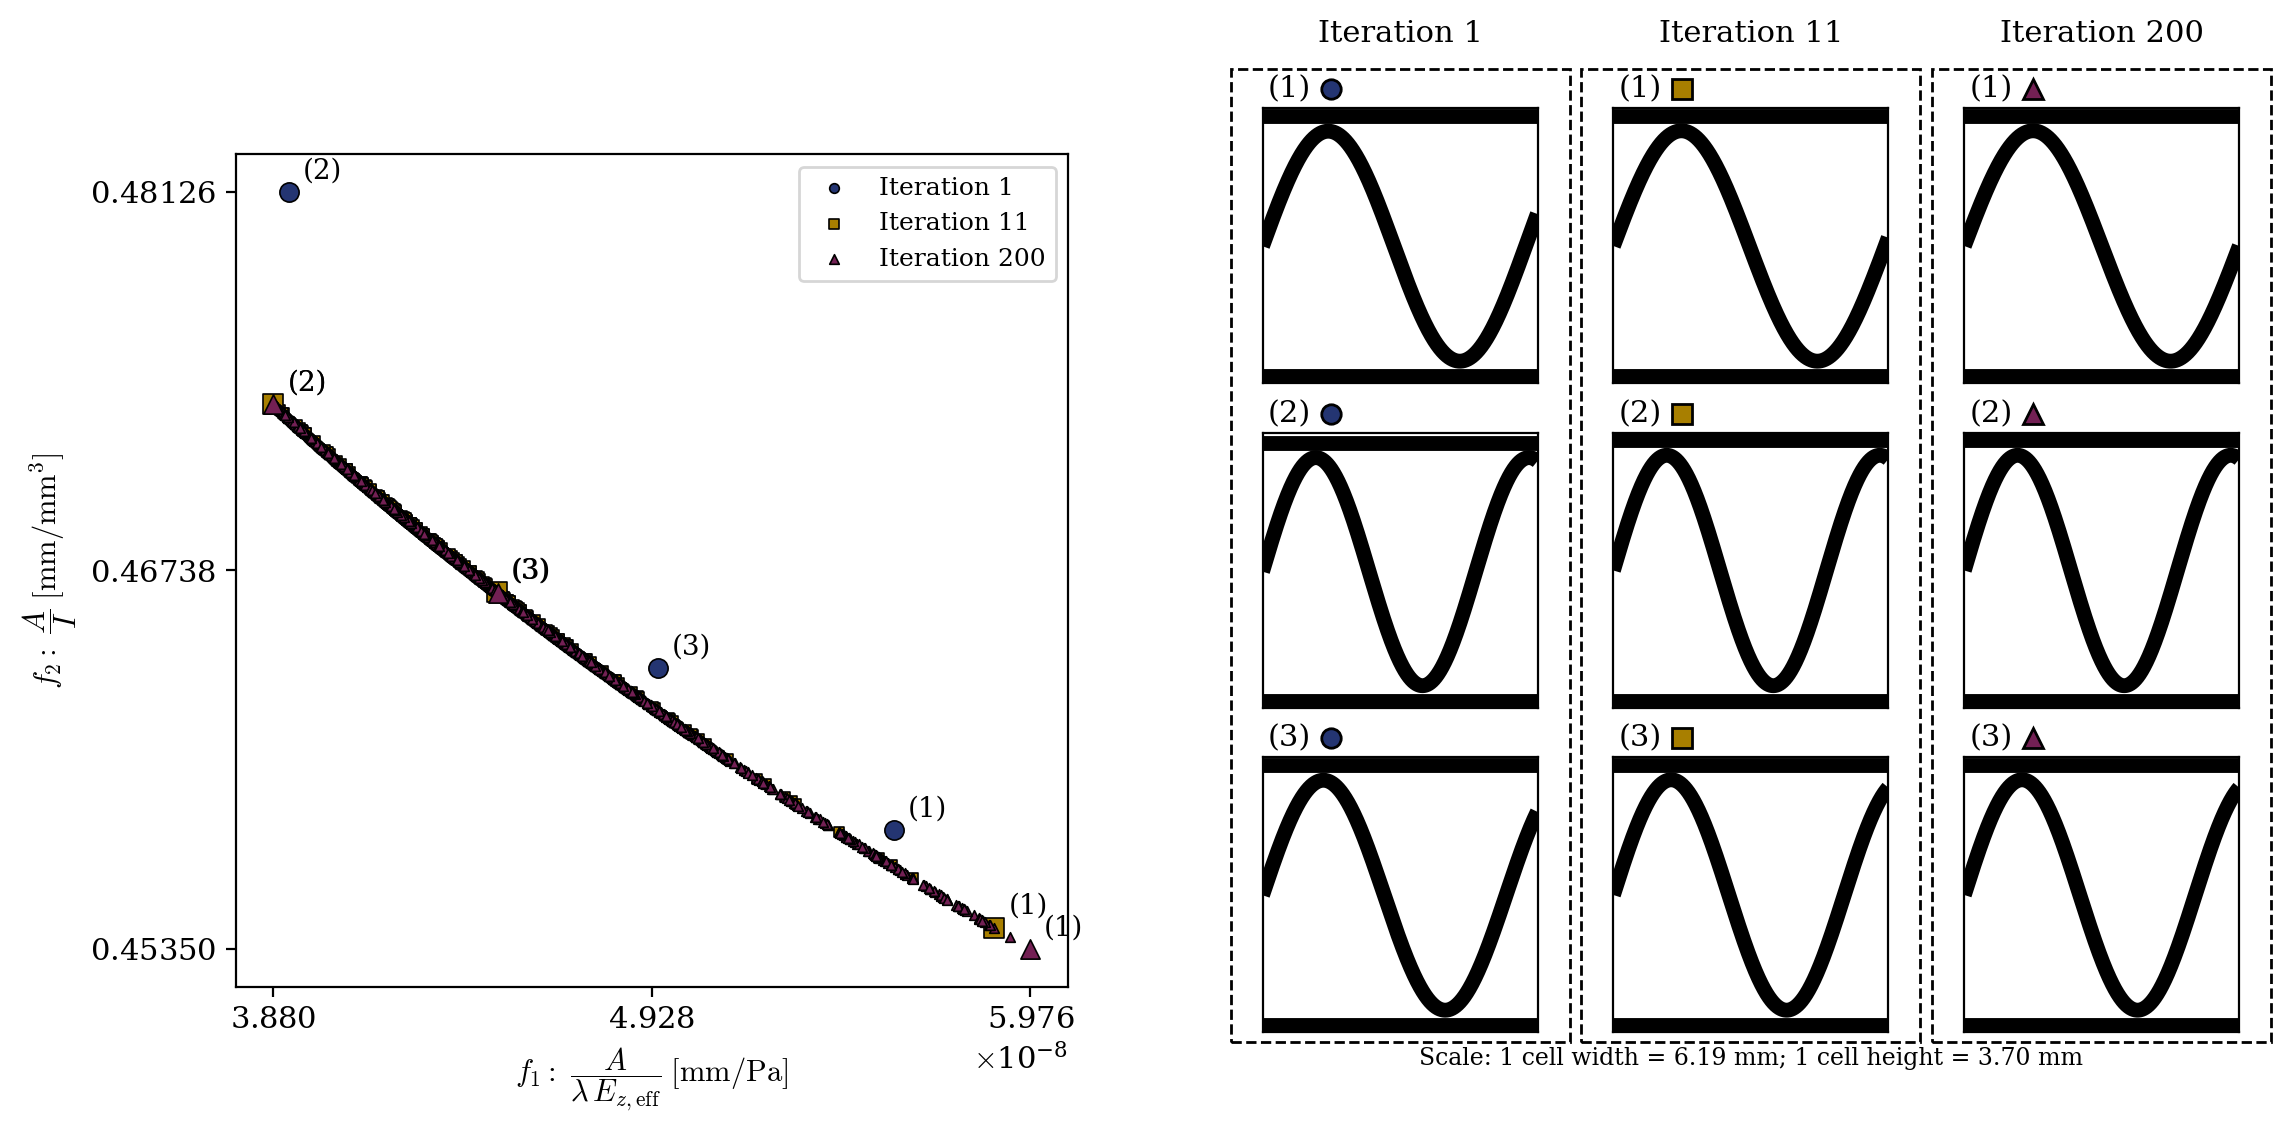 Iteration 1
Iteration 11
Iteration 200
(1)
(1)
(1)
(2)
(2)
(2)
(3)
(3)
(3)
Scale: 1 cell width = 6.19 mm; 1 cell height = 3.70 mm
Iteration 1
Iteration 11
Iteration 200
(2)
(2)
(3)
(3)
(1)
(1)
(1)
0.48126
0.46738
0.45350
f₂ : A/I [mm/mm³]
3.880
4.928
5.976
×10⁻⁸
f₁ : A/(λ E_z, eff) [mm/Pa]